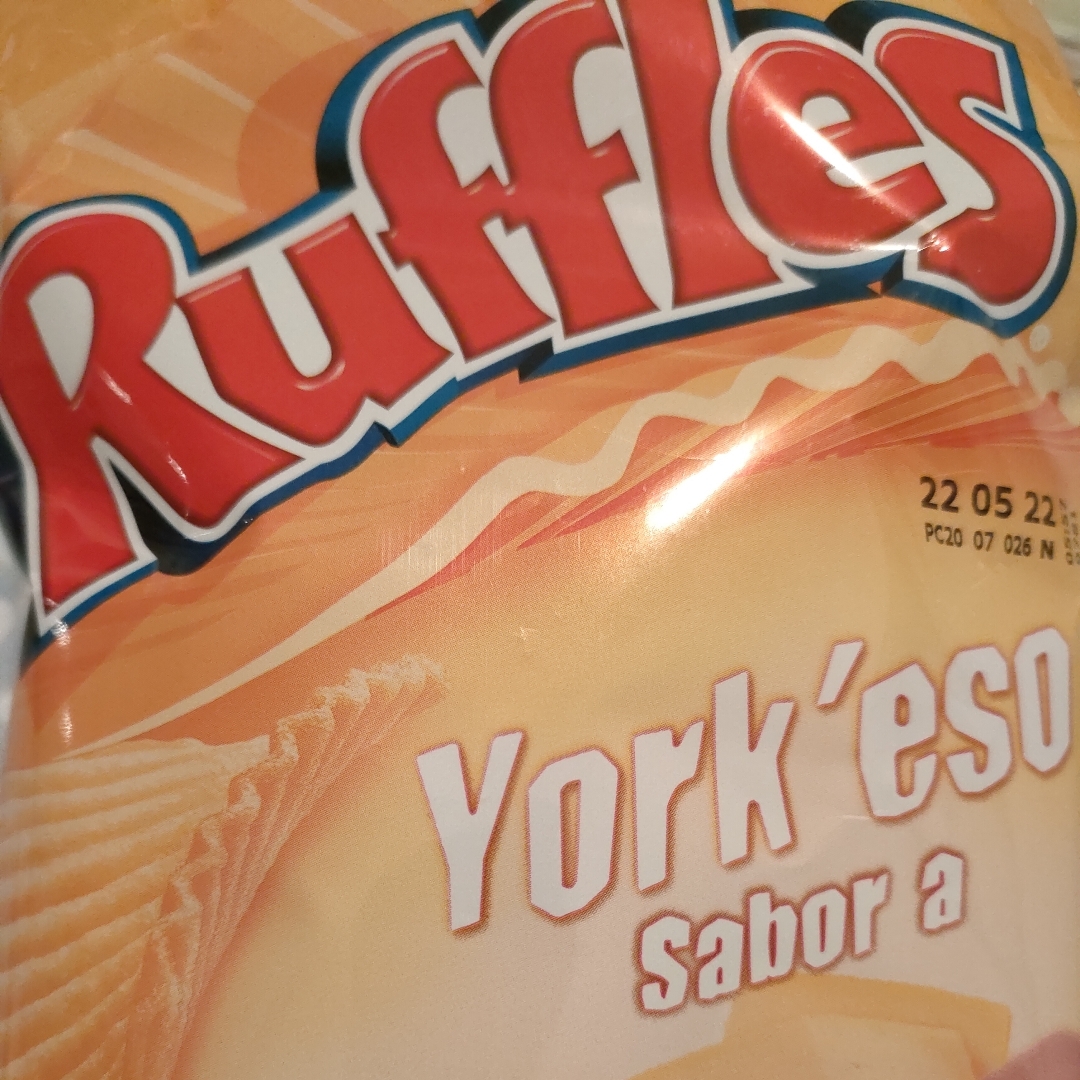 Ruffles
22 05 22
PC20 07 026 N
York'eso
sabor a